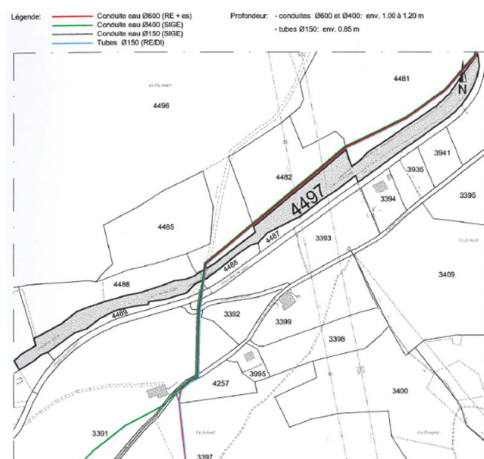 Légende:
Conduite eau Ø600 (RE + es)
Conduite eau Ø400 (SIGE)
Conduite eau Ø150 (SIGE)
Tubes Ø150 (RE/DI)
Profondeur: - conduites Ø600 et Ø400: env. 1.00 à 1.20 m
- tubes Ø150: env. 0.85 m
4481
N
4496
3941
4482
3935
4497
3394
3395
4485
4487
3393
4488
3409
4486
4489
3392
3399
3398
3995
4257
3400
3391
3397